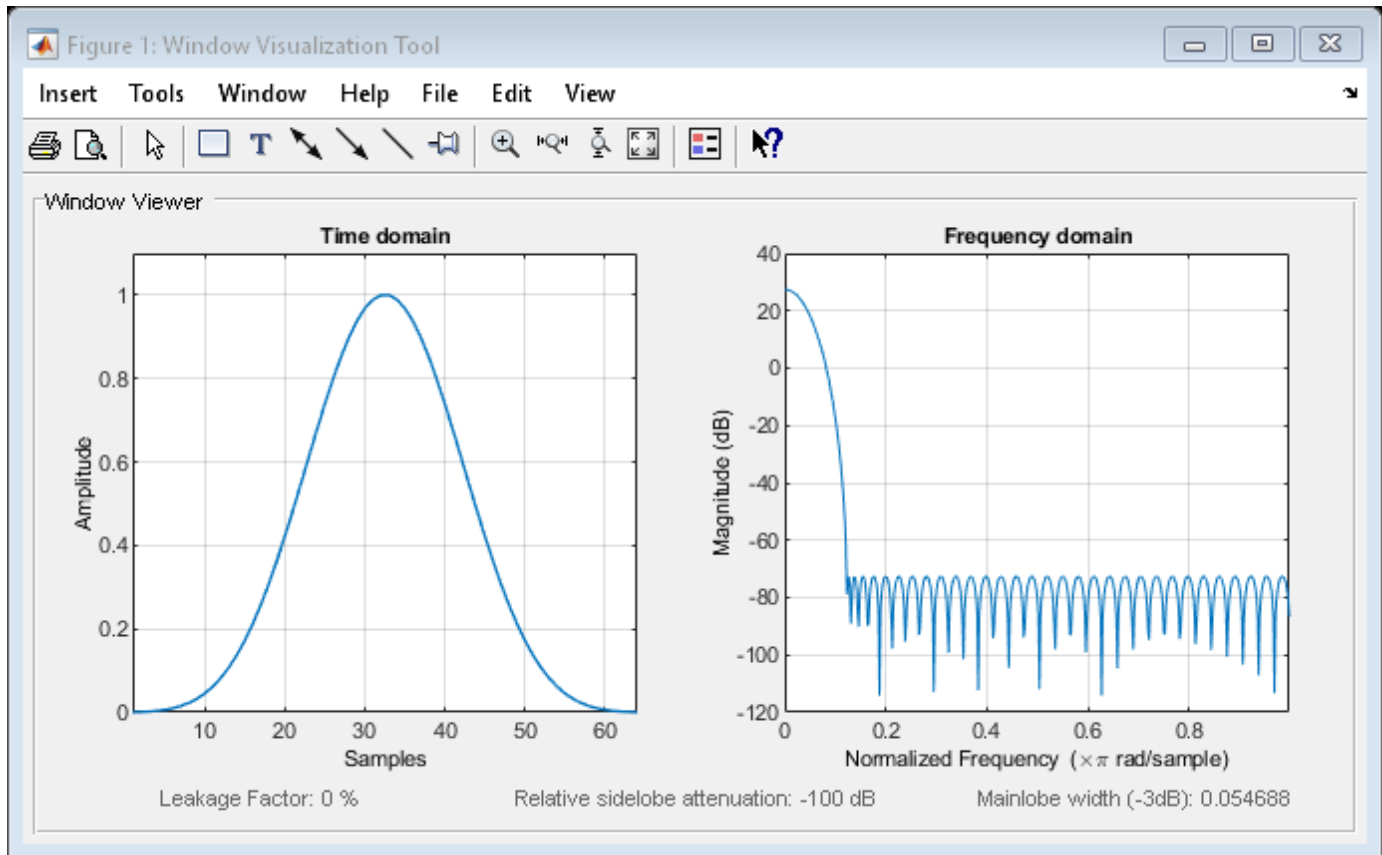 Figure 1: Window Visualization Tool
Insert Tools Window Help File Edit View
T
?
Window Viewer
Time domain
1
0.8
0.6
0.4
0.2
0
Amplitude
10 20 30 40 50 60
Samples
Frequency domain
40
20
0
-20
-40
-60
-80
-100
-120
Magnitude (dB)
0 0.2 0.4 0.6 0.8
Normalized Frequency (×π rad/sample)
Leakage Factor: 0 % Relative sidelobe attenuation: -100 dB Mainlobe width (-3dB): 0.054688